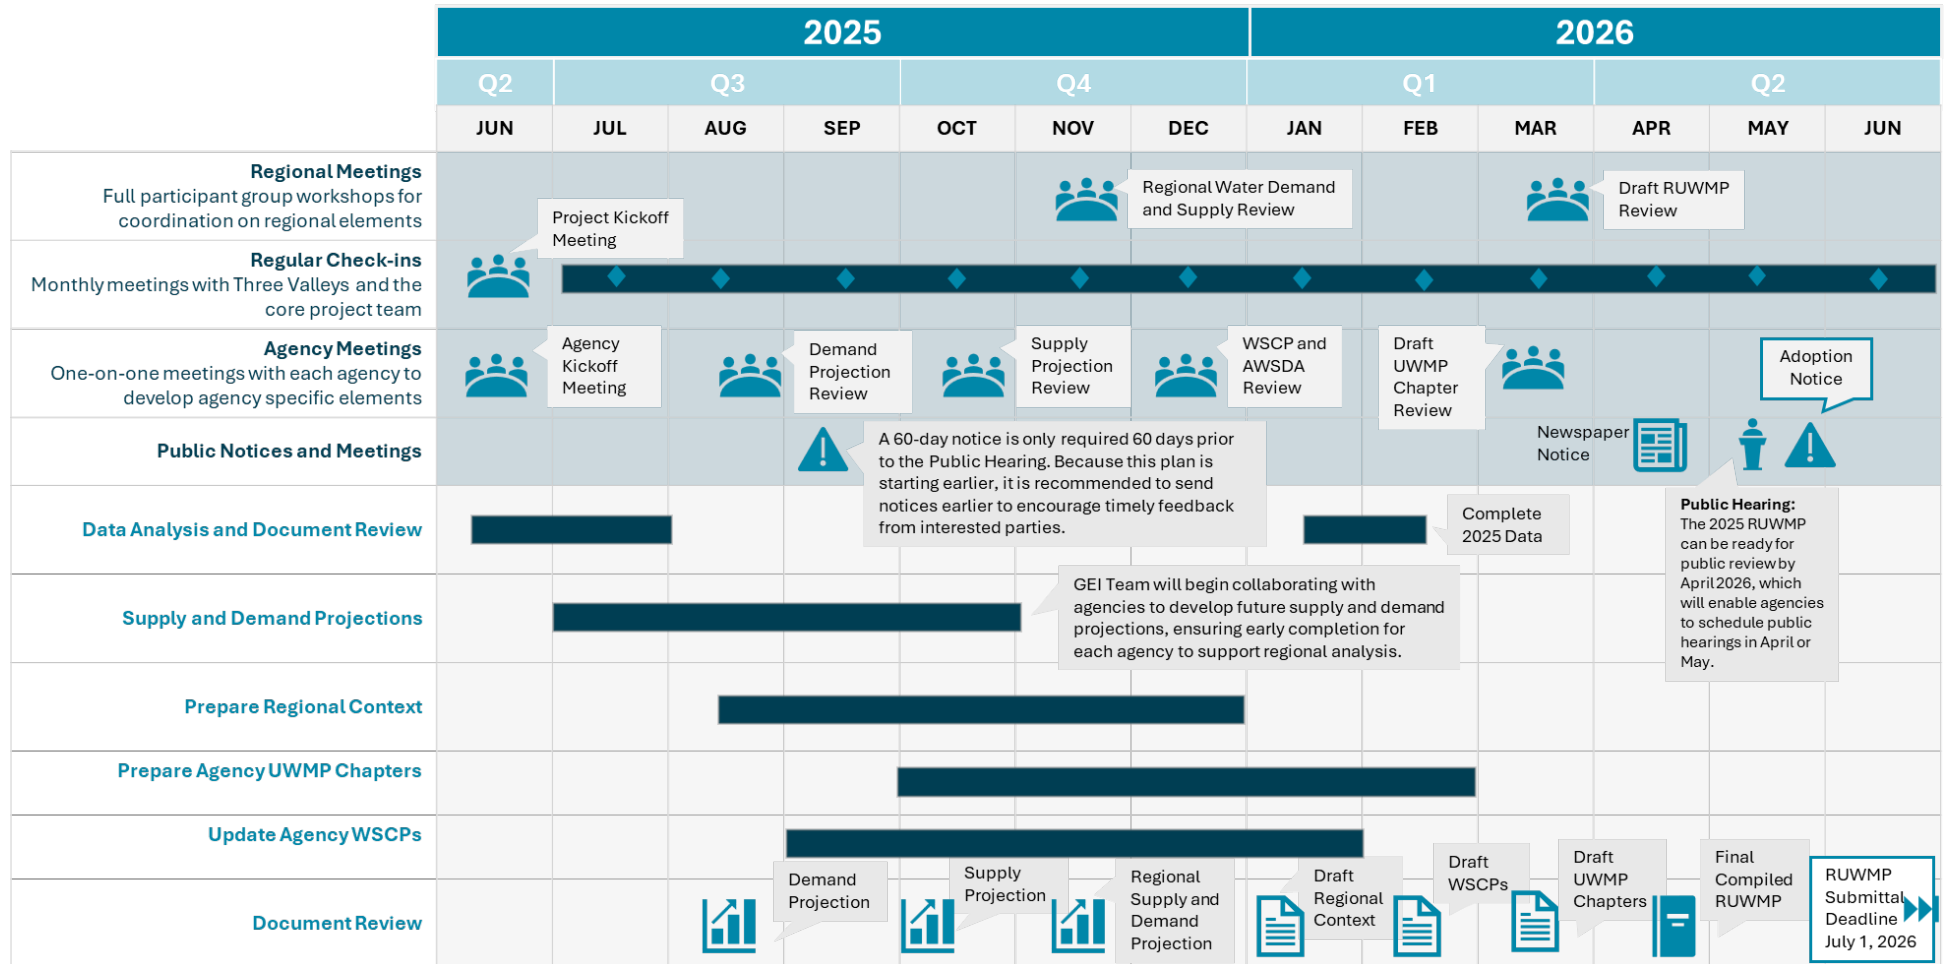 2025
2026
Q2
Q3
Q4
Q1
Q2
JUN
JUL
AUG
SEP
OCT
NOV
DEC
JAN
FEB
MAR
APR
MAY
JUN
Regional Meetings
Full participant group workshops for
coordination on regional elements
Regional Water Demand
and Supply Review
Draft RUWMP
Review
Project Kickoff
Meeting
Regular Check-ins
Monthly meetings with Three Valleys and the
core project team
Agency Meetings
One-on-one meetings with each agency to
develop agency specific elements
Agency
Kickoff
Meeting
Demand
Projection
Review
Supply
Projection
Review
WSCP and
AWSDA
Review
Draft
UWMP
Chapter
Review
Adoption
Notice
Public Notices and Meetings
A 60-day notice is only required 60 days prior
to the Public Hearing. Because this plan is
starting earlier, it is recommended to send
notices earlier to encourage timely feedback
from interested parties.
Newspaper
Notice
Public Hearing:
The 2025 RUWMP
can be ready for
public review by
April 2026, which
will enable agencies
to schedule public
hearings in April or
May.
Data Analysis and Document Review
Complete
2025 Data
Supply and Demand Projections
GEI Team will begin collaborating with
agencies to develop future supply and demand
projections, ensuring early completion for
each agency to support regional analysis.
Prepare Regional Context
Prepare Agency UWMP Chapters
Update Agency WSCPs
Document Review
Demand
Projection
Supply
Projection
Regional
Supply and
Demand
Projection
Draft
Regional
Context
Draft
WSCPs
Draft
UWMP
Chapters
Final
Compiled
RUWMP
RUWMP
Submittal
Deadline
July 1, 2026